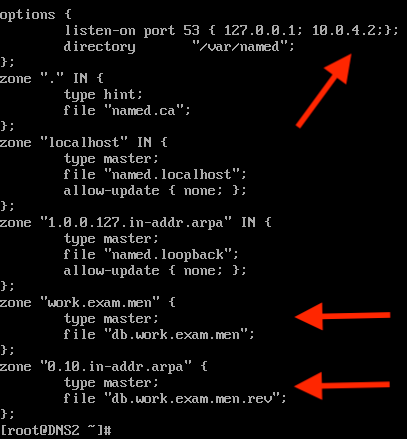 options {
listen-on port 53 { 127.0.0.1; 10.0.4.2;};
directory "/var/named";
};
zone "." IN {
type hint;
file "named.ca";
};
zone "localhost" IN {
type master;
file "named.localhost";
allow-update { none; };
};
zone "1.0.0.127.in-addr.arpa" IN {
type master;
file "named.loopback";
allow-update { none; };
};
zone "work.exam.men" {
type master;
file "db.work.exam.men";
};
zone "0.10.in-addr.arpa" {
type master;
file "db.work.exam.men.rev";
};
[root@DNS2 ~]#